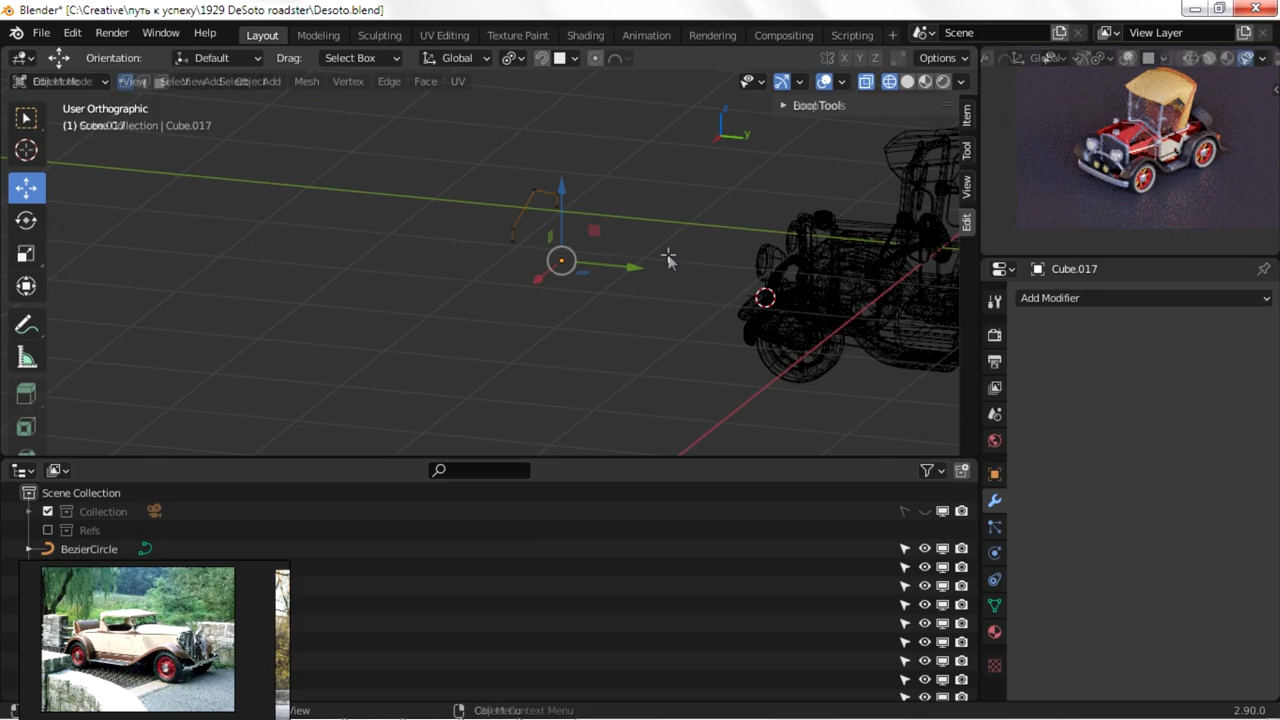 Blender* [C:\Creative\путь к успеху\1929 DeSoto roadster\Desoto.blend]
File Edit Render Window Help Layout Modeling Sculpting UV Editing Texture Paint Shading Animation Rendering Compositing Scripting + Scene View Layer
Orientation: Default Drag: Select Box Global X Y Z Options
Mesh Vertex Edge Face UV
User Orthographic
(1) Collection | Cube.017
z
y
Item
Tool
View
Edit
Cube.017
Add Modifier
Scene Collection
Collection
Refs
BezierCircle
View
2.90.0